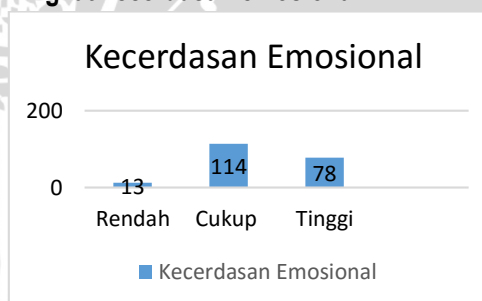 Kecerdasan Emosional
200
114
78
13
0
Rendah Cukup Tinggi
Kecerdasan Emosional